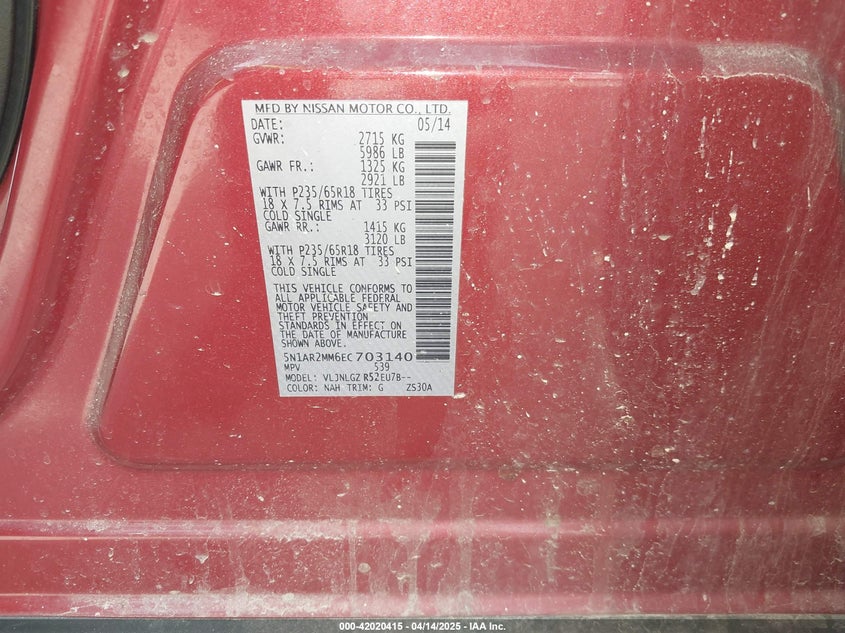 MFD BY NISSAN MOTOR CO., LTD.
DATE: 05/14
GVWR: 2715 KG
5986 LB
GAWR FR.: 1325 KG
2921 LB
WITH P235/65R18 TIRES
18 X 7.5 RIMS AT 33 PSI
COLD SINGLE
GAWR RR.: 1415 KG
3120 LB
WITH P235/65R18 TIRES
18 X 7.5 RIMS AT 33 PSI
COLD SINGLE
THIS VEHICLE CONFORMS TO
ALL APPLICABLE FEDERAL
MOTOR VEHICLE SAFETY AND
THEFT PREVENTION
STANDARDS IN EFFECT ON
THE DATE OF MANUFACTURE
SHOWN ABOVE.
5N1AR2MM6EC703140
MPV 539
MODEL: VLJNLGZ R52EU7B--
COLOR: NAH TRIM: G ZS30A
000-42020415 - 04/14/2025 - IAA Inc.